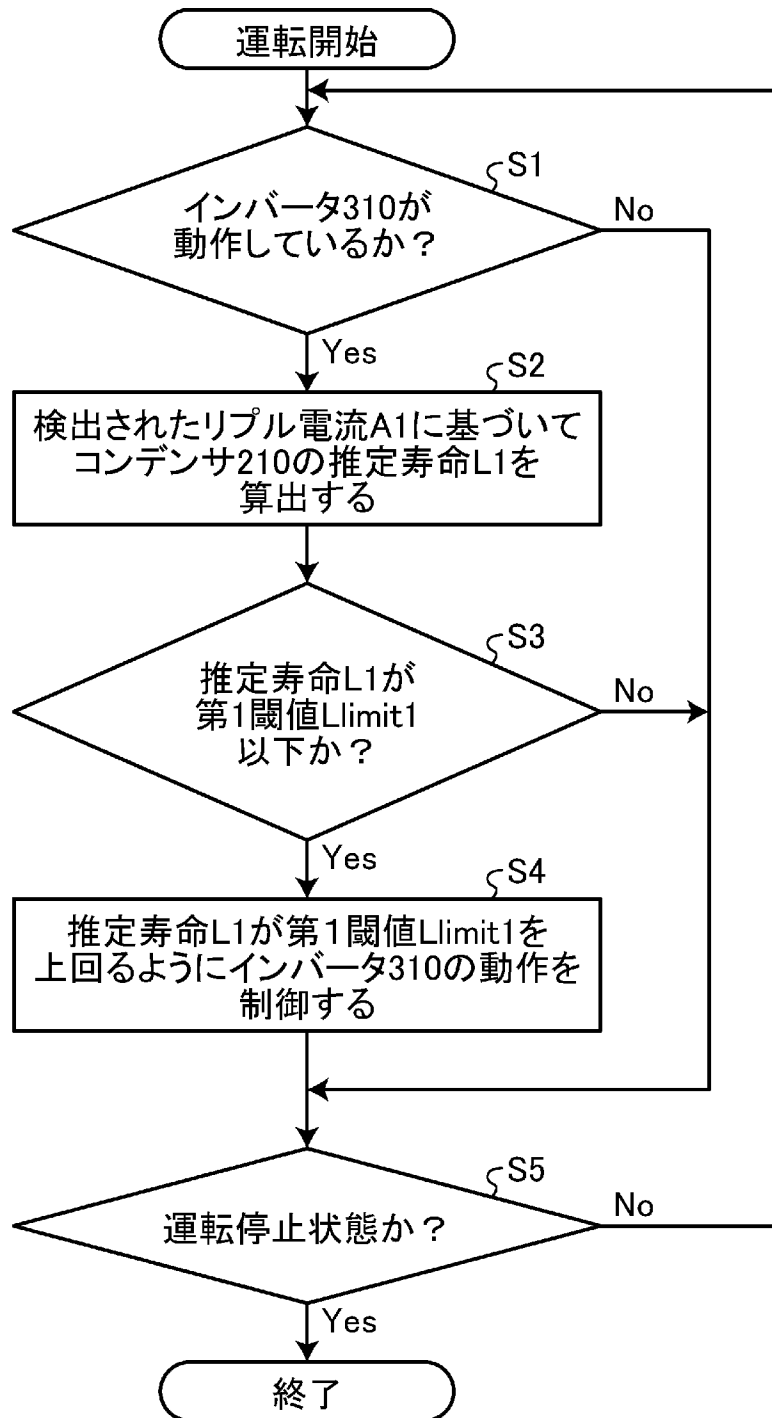 運転開始
S1
インバータ310が
動作しているか？
No
Yes
S2
検出されたリプル電流A1に基づいて
コンデンサ210の推定寿命L1を
算出する
S3
推定寿命L1が
第1閾値Llimit1
以下か？
No
Yes
S4
推定寿命L1が第1閾値Llimit1を
上回るようにインバータ310の動作を
制御する
S5
運転停止状態か？
No
Yes
終了